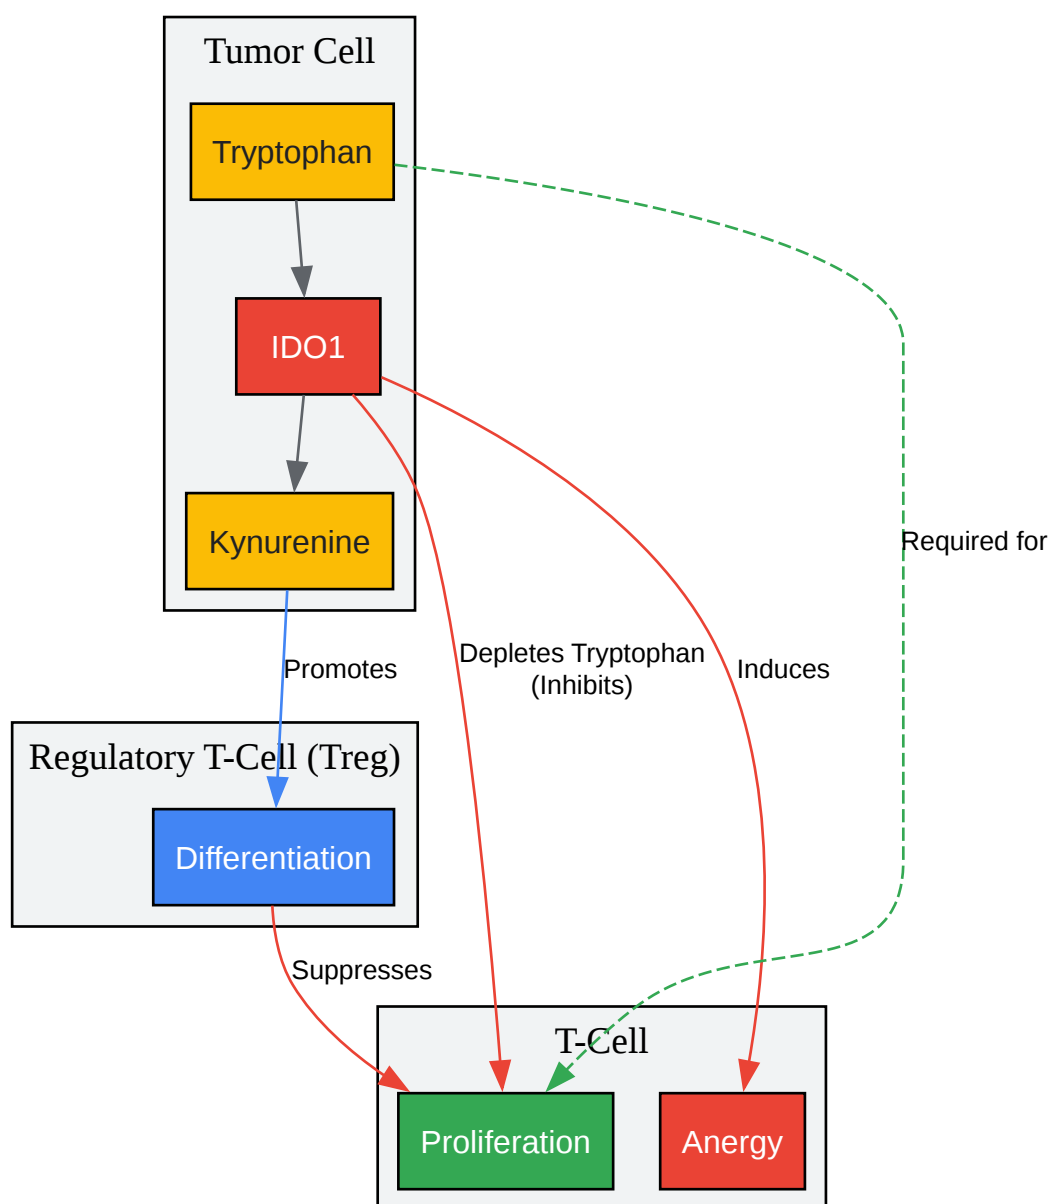 Tumor Cell
Tryptophan
IDO1
Kynurenine
Required for
Depletes Tryptophan
(Inhibits)
Induces
Promotes
Regulatory T-Cell (Treg)
Differentiation
Suppresses
T-Cell
Proliferation
Anergy